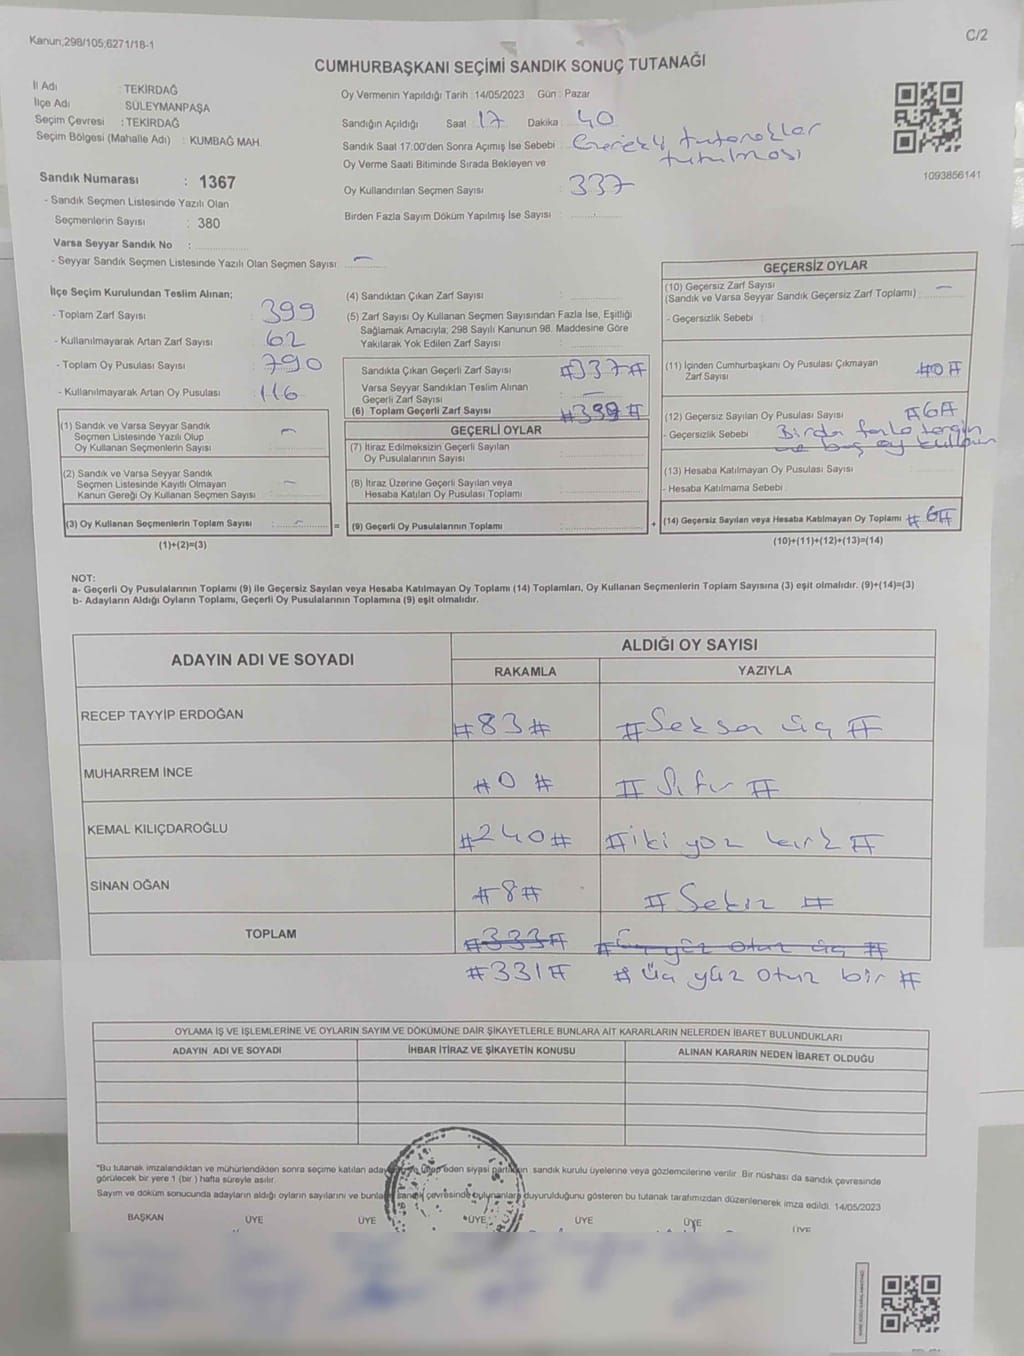 Kanun;298/105;6271/18-1
C/2
CUMHURBAŞKANI SEÇİMİ SANDIK SONUÇ TUTANAĞI
İl Adı : TEKİRDAĞ
İlçe Adı : SÜLEYMANPAŞA
Seçim Çevresi : TEKİRDAĞ
Seçim Bölgesi (Mahalle Adı) : KUMBAĞ MAH.
Sandık Numarası : 1367
- Sandık Seçmen Listesinde Yazılı Olan
Seçmenlerin Sayısı : 380
Varsa Seyyar Sandık No :
- Seyyar Sandık Seçmen Listesinde Yazılı Olan Seçmen Sayısı : –
Oy Vermenin Yapıldığı Tarih : 14/05/2023 Gün : Pazar
Sandığın Açıldığı Saat : 17 Dakika : 40
Sandık Saat 17.00'den Sonra Açımış İse Sebebi : Gerekli tutanaklar
tutulması
Oy Verme Saati Bitiminde Sırada Bekleyen ve
Oy Kullandırılan Seçmen Sayısı : 337
Birden Fazla Sayım Döküm Yapılmış İse Sayısı :
1093856141
İlçe Seçim Kurulundan Teslim Alınan;
- Toplam Zarf Sayısı : 399
- Kullanılmayarak Artan Zarf Sayısı : 62
- Toplam Oy Pusulası Sayısı : 790
- Kullanılmayarak Artan Oy Pusulası : 116
(1) Sandık ve Varsa Seyyar Sandık
Seçmen Listesinde Yazılı Olup
Oy Kullanan Seçmenlerin Sayısı : –
(2) Sandık ve Varsa Seyyar Sandık
Seçmen Listesinde Kayıtlı Olmayan
Kanun Gereği Oy Kullanan Seçmen Sayısı : –
(3) Oy Kullanan Seçmenlerin Toplam Sayısı : – =
(1)+(2)=(3)
(4) Sandıktan Çıkan Zarf Sayısı :
(5) Zarf Sayısı Oy Kullanan Seçmen Sayısından Fazla İse, Eşitliği
Sağlamak Amacıyla; 298 Sayılı Kanunun 98. Maddesine Göre
Yakılarak Yok Edilen Zarf Sayısı :
Sandıkta Çıkan Geçerli Zarf Sayısı : #337#
Varsa Seyyar Sandıktan Teslim Alınan
Geçerli Zarf Sayısı : –
(6) Toplam Geçerli Zarf Sayısı
GEÇERLİ OYLAR
(7) İtiraz Edilmeksizin Geçerli Sayılan
Oy Pusulalarının Sayısı :
(8) İtiraz Üzerine Geçerli Sayılan veya
Hesaba Katılan Oy Pusulası Toplamı :
(9) Geçerli Oy Pusulalarının Toplamı : +
GEÇERSİZ OYLAR
(10) Geçersiz Zarf Sayısı
(Sandık ve Varsa Seyyar Sandık Geçersiz Zarf Toplamı) : –
- Geçersizlik Sebebi :
(11) İçinden Cumhurbaşkanı Oy Pusulası Çıkmayan
Zarf Sayısı : #0#
(12) Geçersiz Sayılan Oy Pusulası Sayısı : #6#
- Geçersizlik Sebebi : Birden fazla
ve boş oy
(13) Hesaba Katılmayan Oy Pusulası Sayısı :
- Hesaba Katılmama Sebebi :
(14) Geçersiz Sayılan veya Hesaba Katılmayan Oy Toplamı : #6#
(10)+(11)+(12)+(13)=(14)
NOT:
a- Geçerli Oy Pusulalarının Toplamı (9) ile Geçersiz Sayılan veya Hesaba Katılmayan Oy Toplamı (14) Toplamları, Oy Kullanan Seçmenlerin Toplam Sayısına (3) eşit olmalıdır. (9)+(14)=(3)
b- Adayların Aldığı Oyların Toplamı, Geçerli Oy Pusulalarının Toplamına (9) eşit olmalıdır.
ADAYIN ADI VE SOYADI
ALDIĞI OY SAYISI
RAKAMLA YAZIYLA
RECEP TAYYİP ERDOĞAN #83# #Seksen üç#
MUHARREM İNCE #0# #Sıfır#
KEMAL KILIÇDAROĞLU #240# #iki yüz kırk#
SİNAN OĞAN #8# #Sekiz#
TOPLAM #333# #Üç yüz otuz üç#
#331# #üç yüz otuz bir#
OYLAMA İŞ VE İŞLEMLERİNE VE OYLARIN SAYIM VE DÖKÜMÜNE DAİR ŞİKAYETLERLE BUNLARA AİT KARARLARIN NELERDEN İBARET BULUNDUKLARI
ADAYIN ADI VE SOYADI İHBAR İTİRAZ VE ŞİKAYETİN KONUSU ALINAN KARARIN NEDEN İBARET OLDUĞU
*Bu tutanak imzalandıktan ve mühürlendikten sonra seçime katılan eden siyasi partilerin sandık kurulu üyelerine veya gözlemcilerine verilir. Bir nüshası da sandık çevresinde
görülecek bir yere 1 (bir) hafta süreyle asılır.
Sayım ve döküm sonucunda adayların aldığı oyların sayılarını ve bunların sandık çevresinde bulunanlara duyurulduğunu gösteren bu tutanak tarafımızdan düzenlenerek imza edildi. 14/05/2023
BAŞKAN ÜYE ÜYE *ÜYE ÜYE ÜYE ÜYE